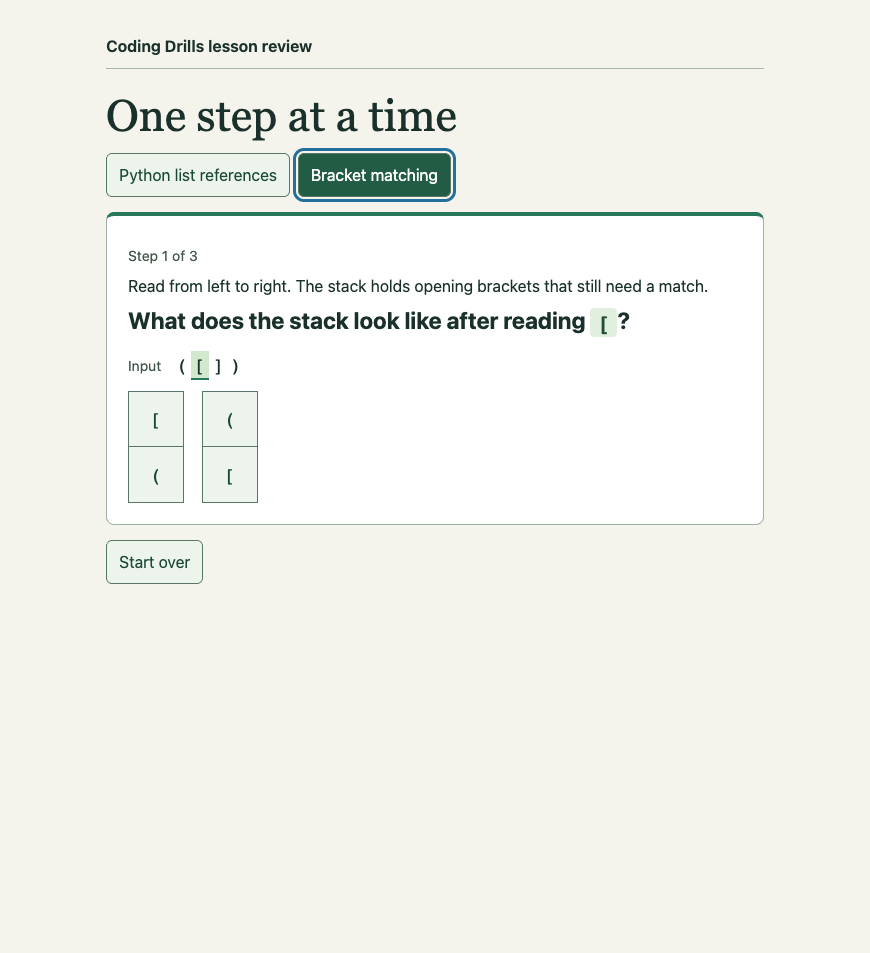 Coding Drills lesson review
One step at a time
Python list references Bracket matching
Step 1 of 3
Read from left to right. The stack holds opening brackets that still need a match.
What does the stack look like after reading [?
Input ( [ ] )
[ (
( [
Start over